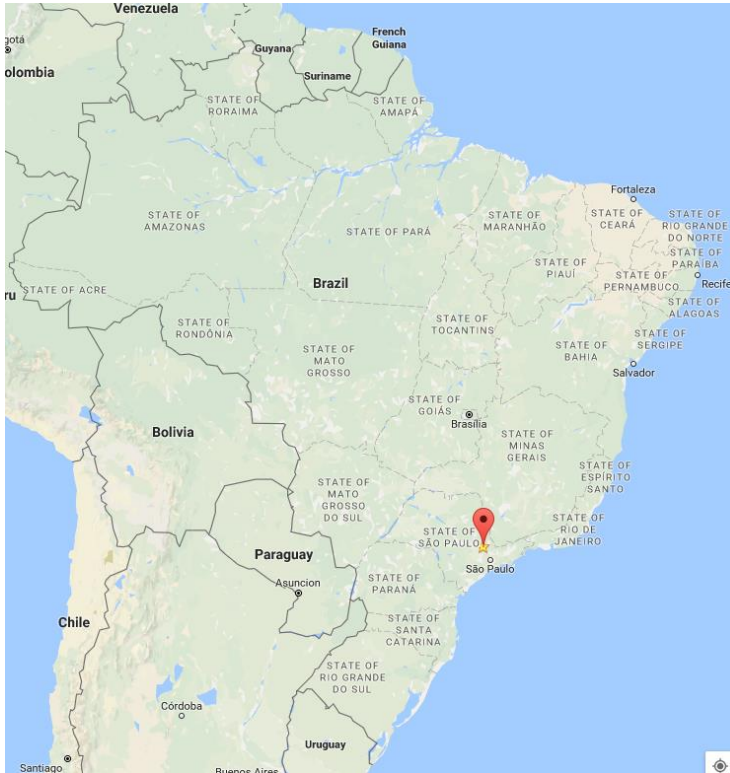 Venezuela
gotá
olombia
Guyana
French
Guiana
Suriname
STATE OF
RORAIMA
STATE OF
AMAPÁ
STATE OF
AMAZONAS
STATE OF PARÁ
STATE OF
MARANHÃO
Fortaleza
STATE OF
CEARÁ
STATE OF
RIO GRANDE
DO NORTE
STATE OF
PARAÍBA
STATE OF
PIAUÍ
STATE OF
PERNAMBUCO
Recife
STATE OF
ALAGOAS
ru
STATE OF ACRE
Brazil
STATE OF
RONDÔNIA
STATE OF
TOCANTINS
STATE OF
MATO
GROSSO
STATE OF
BAHIA
STATE OF
SERGIPE
Salvador
STATE OF
GOIÁS
Brasília
Bolivia
STATE OF
MINAS
GERAIS
STATE OF
ESPÍRITO
SANTO
STATE OF
MATO
GROSSO
DO SUL
STATE OF
SÃO PAULO
STATE OF
RIO DE
JANEIRO
São Paulo
Paraguay
Asuncion
STATE OF
PARANÁ
Chile
STATE OF
SANTA
CATARINA
STATE OF
RIO GRANDE
DO SUL
Córdoba
Uruguay
Santiago
Buenos Aires